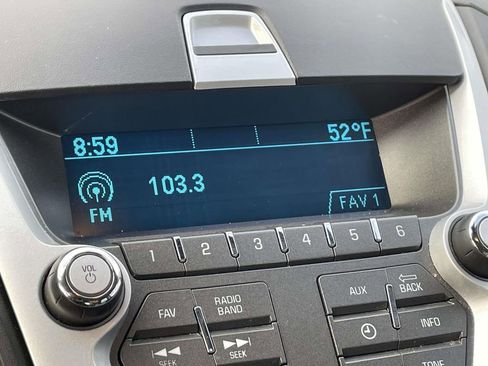 8:59 52°F
103.3
FM FAV 1
1 2 3 4 5 6
VOL
FAV RADIO BAND AUX BACK
INFO
SEEK SEEK TONE